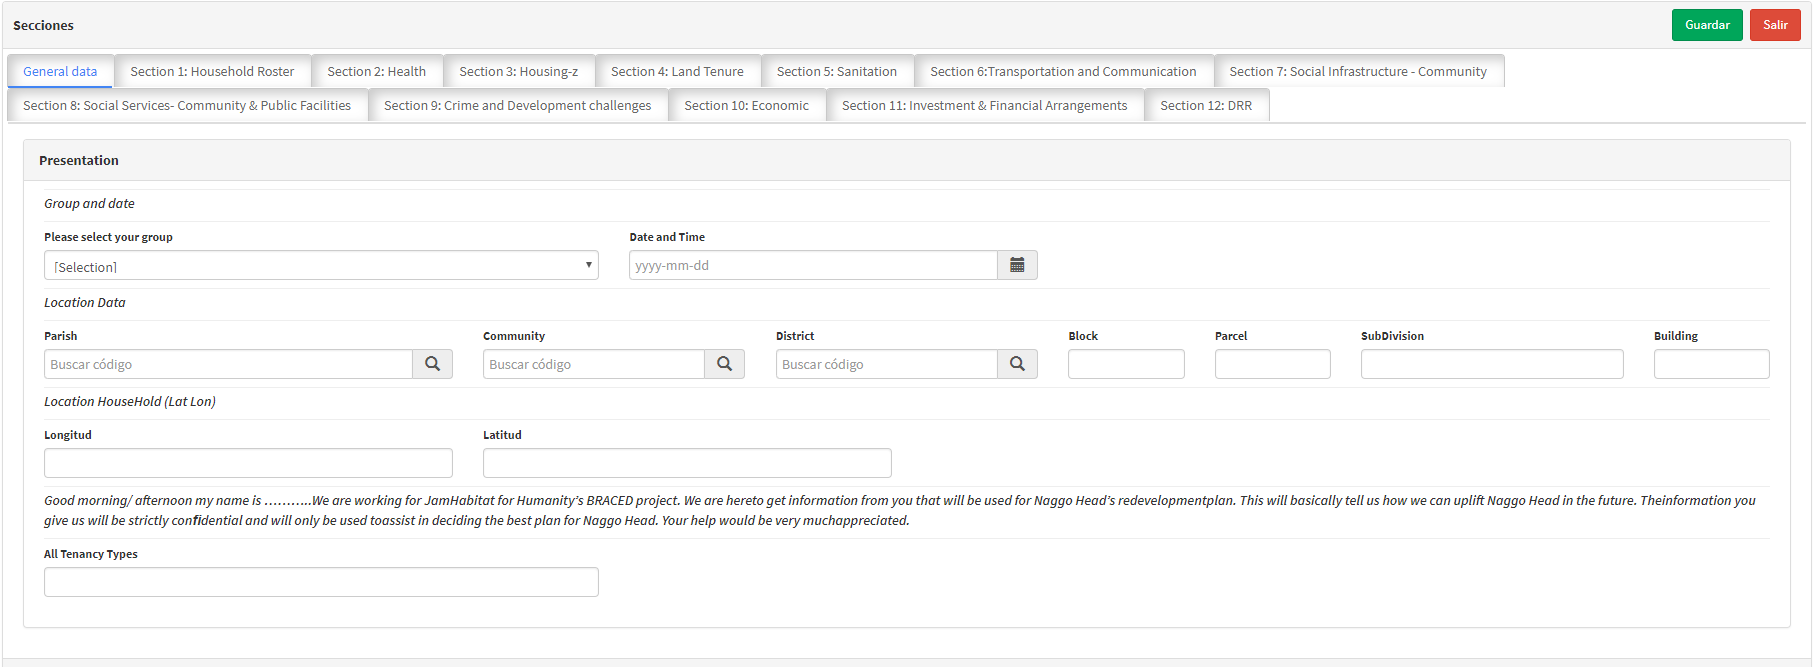 Secciones
Guardar Salir
General data Section 1: Household Roster Section 2: Health Section 3: Housing-z Section 4: Land Tenure Section 5: Sanitation Section 6:Transportation and Communication Section 7: Social Infrastructure - Community
Section 8: Social Services- Community & Public Facilities Section 9: Crime and Development challenges Section 10: Economic Section 11: Investment & Financial Arrangements Section 12: DRR
Presentation
Group and date
Please select your group Date and Time
[Selection] yyyy-mm-dd
Location Data
Parish Community District Block Parcel SubDivision Building
Buscar código Buscar código Buscar código
Location HouseHold (Lat Lon)
Longitud Latitud
Good morning/ afternoon my name is ………..We are working for JamHabitat for Humanity’s BRACED project. We are hereto get information from you that will be used for Naggo Head’s redevelopmentplan. This will basically tell us how we can uplift Naggo Head in the future. Theinformation you
give us will be strictly confidential and will only be used toassist in deciding the best plan for Naggo Head. Your help would be very muchappreciated.
All Tenancy Types